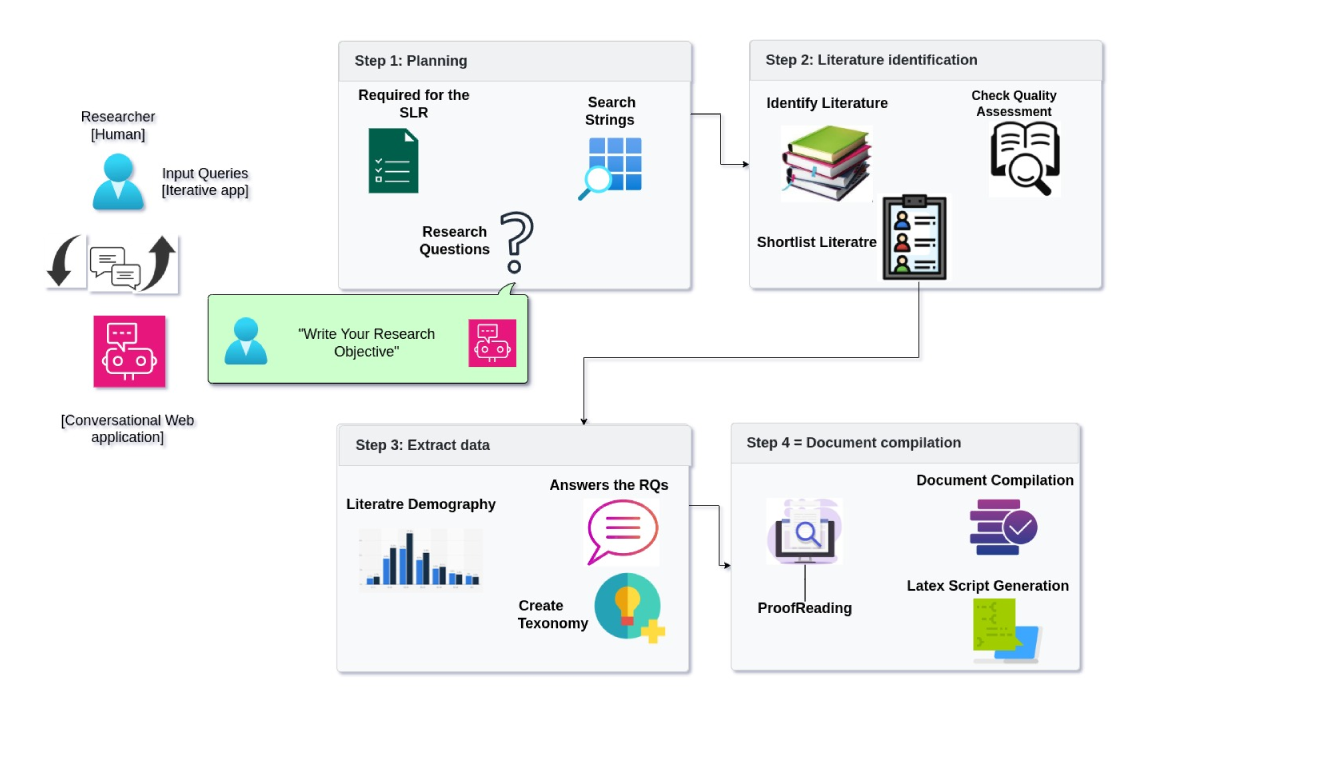 Step 1: Planning
Required for the
SLR
Search
Strings
Research
Questions
Step 2: Literature identification
Identify Literature
Check Quality
Assessment
Shortlist Literatre
Researcher
[Human]
Input Queries
[Iterative app]
[Conversational Web
application]
"Write Your Research
Objective"
Step 3: Extract data
Literatre Demography
Answers the RQs
Create
Texonomy
Step 4 = Document compilation
Document Compilation
ProofReading
Latex Script Generation